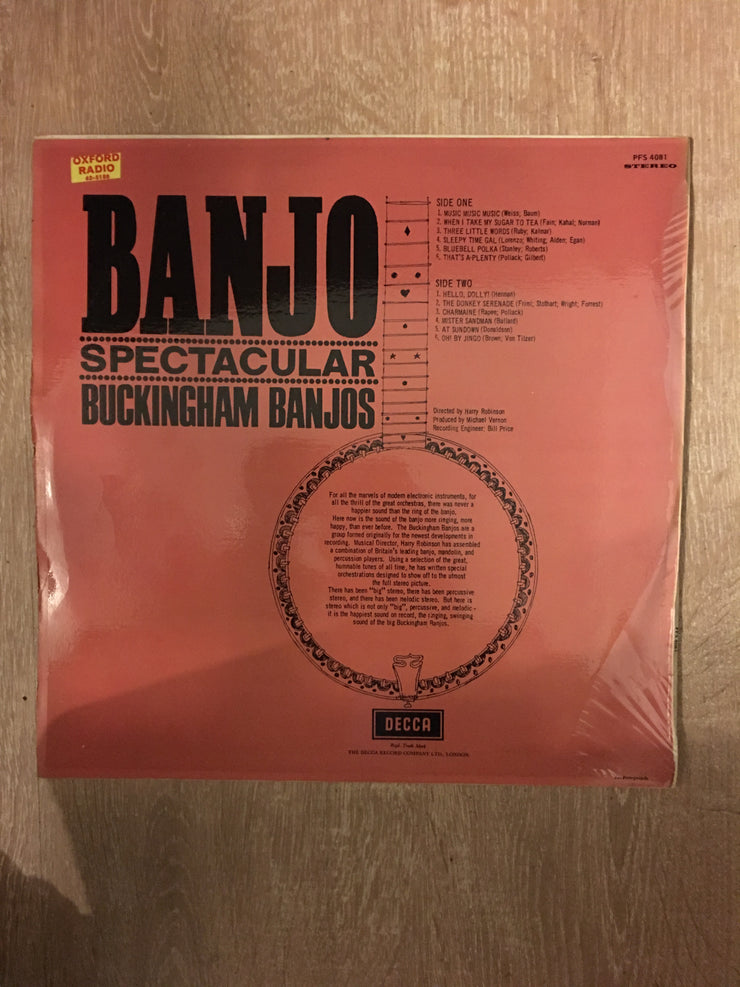 OXFORD
RADIO
PFS 4081
STEREO
BANJO
SPECTACULAR
BUCKINGHAM BANJOS
SIDE ONE
1. MUSIC MUSIC MUSIC (Weiss; Baum)
2. WHEN I TAKE MY SUGAR TO TEA (Fain; Kahal; Norman)
3. THREE LITTLE WORDS (Ruby; Kalmar)
4. SLEEPY TIME GAL (Lorenzo; Whiting; Alden; Egan)
5. BLUEBELL POLKA (Stanley; Roberts)
6. THAT'S A-PLENTY (Pollack; Gilbert)
SIDE TWO
1. HELLO, DOLLY! (Herman)
2. THE DONKEY SERENADE (Friml; Stothart; Wright; Forrest)
3. CHARMAINE (Rapee; Pollack)
4. MISTER SANDMAN (Ballard)
5. AT SUNDOWN (Donaldson)
6. OH! BY JINGO (Brown; Von Tilzer)
Directed by Harry Robinson
Produced by Michael Vernon
Recording Engineer: Bill Price
For all the marvels of modern electronic instruments, for
all the thrill of the great orchestras, there was never a
happier sound than the ring of the banjo.
Here now is the sound of the banjo more ringing, more
happy, than ever before. The Buckingham Banjos are a
group formed originally for the newest developments in
recording. Musical Director, Harry Robinson has assembled
a combination of Britain's leading banjo, mandolin, and
percussion players. Using a selection of the great,
hummable tunes of all time, he has written special
orchestrations designed to show off to the utmost
the full stereo picture.
There has been "big" stereo, there has been percussive
stereo, and there has been melodic stereo. But here is
stereo which is not only "big", percussive, and melodic -
it is the happiest sound on record, the ringing, swinging
sound of the big Buckingham Banjos.
DECCA
Regd. Trade Mark
THE DECCA RECORD COMPANY LTD., LONDON